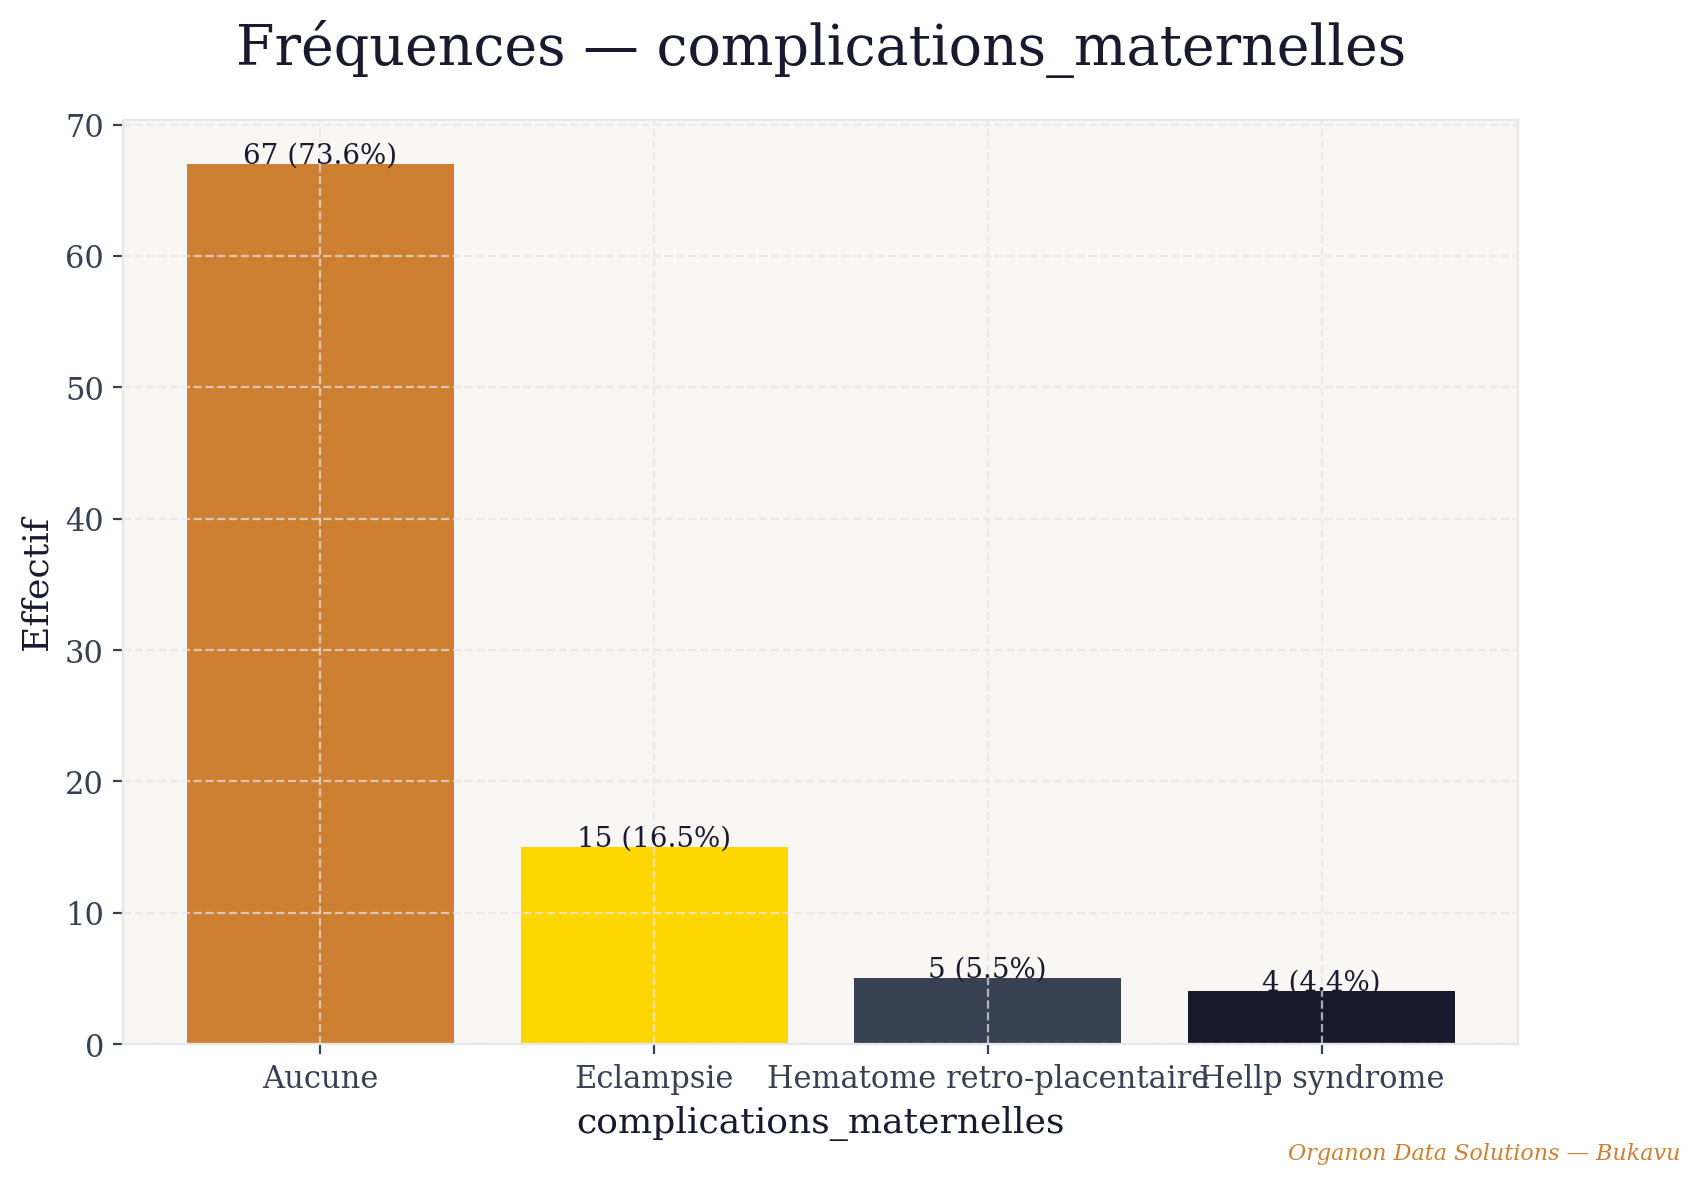 Fréquences — complications_maternelles
70
60
50
40
30
20
10
0
Effectif
67 (73.6%)
15 (16.5%)
5 (5.5%)
4 (4.4%)
Aucune
Eclampsie
Hematome retro-placentaire
Hellp syndrome
complications_maternelles
Organon Data Solutions — Bukavu